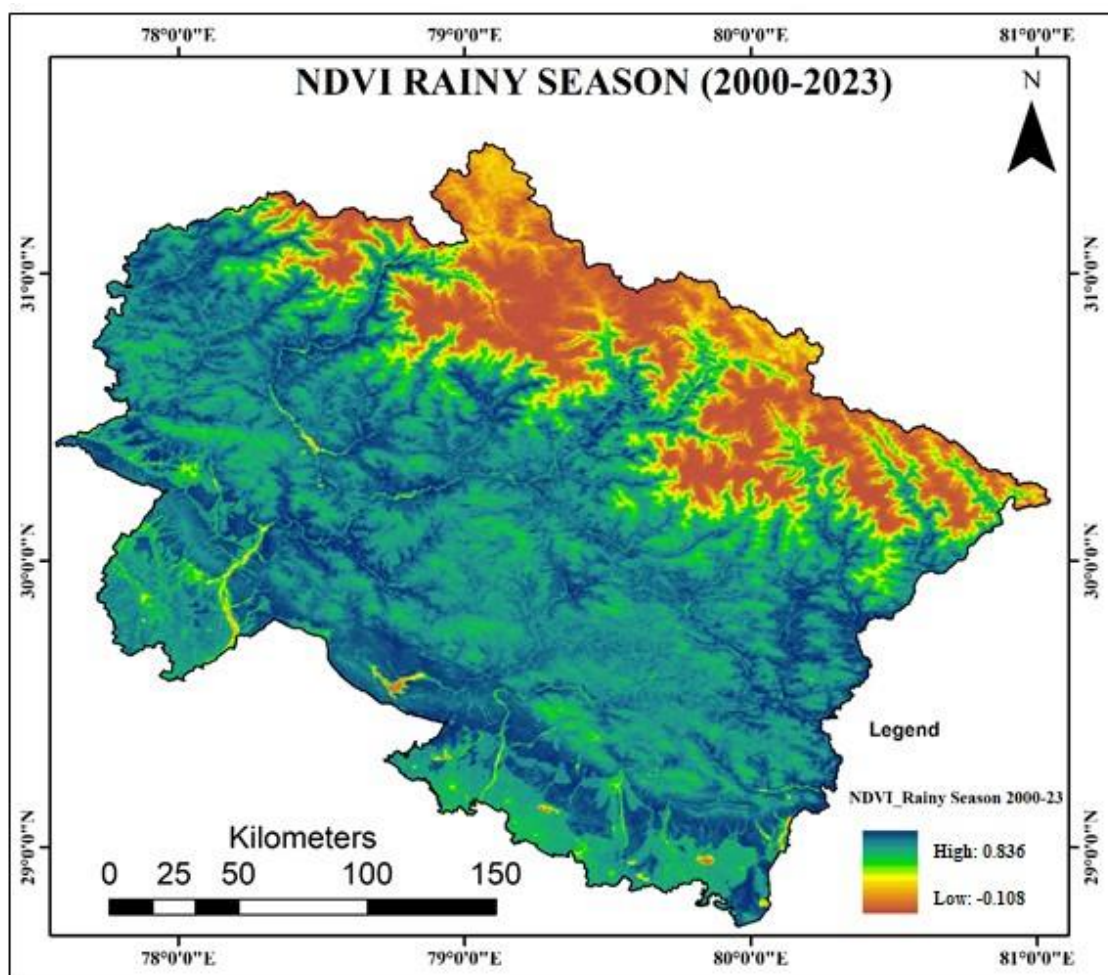 78°0'0"E 79°0'0"E 80°0'0"E 81°0'0"E
NDVI RAINY SEASON (2000-2023)
N
31°0'0"N
31°0'0"N
30°0'0"N
30°0'0"N
Legend
NDVI_Rainy Season 2000-23
High: 0.836
Low: -0.108
29°0'0"N
29°0'0"N
Kilometers
0 25 50 100 150
78°0'0"E 79°0'0"E 80°0'0"E 81°0'0"E